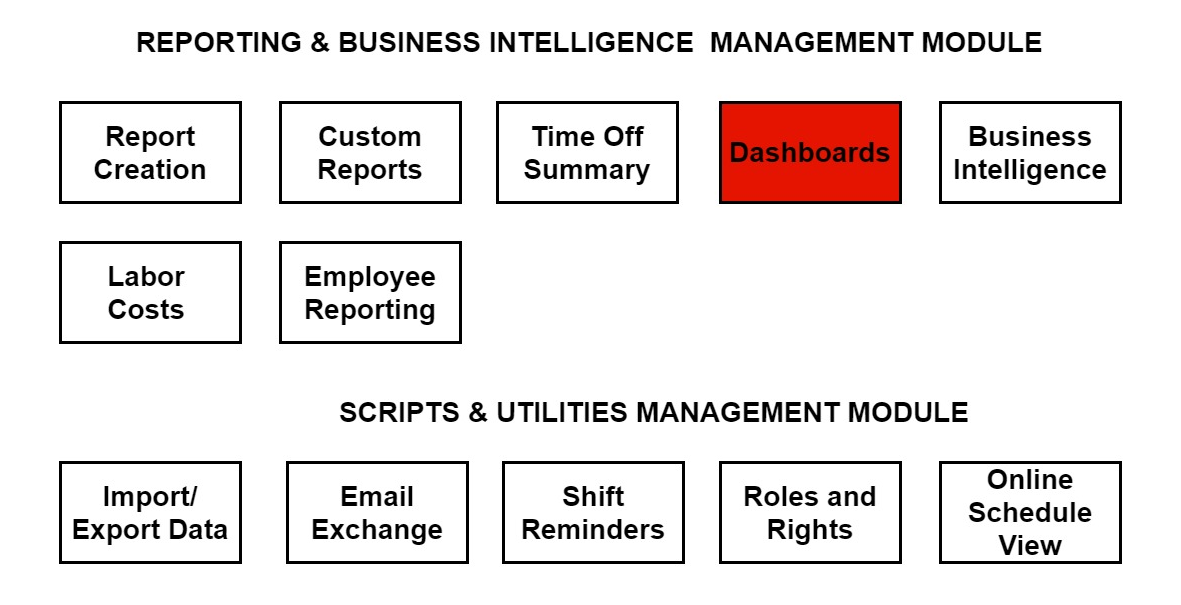 REPORTING & BUSINESS INTELLIGENCE  MANAGEMENT MODULE
Report
Creation
Custom
Reports
Time Off
Summary
Dashboards
Business
Intelligence
Labor
Costs
Employee
Reporting
SCRIPTS & UTILITIES MANAGEMENT MODULE
Import/
Export Data
Email
Exchange
Shift
Reminders
Roles and
Rights
Online
Schedule
View